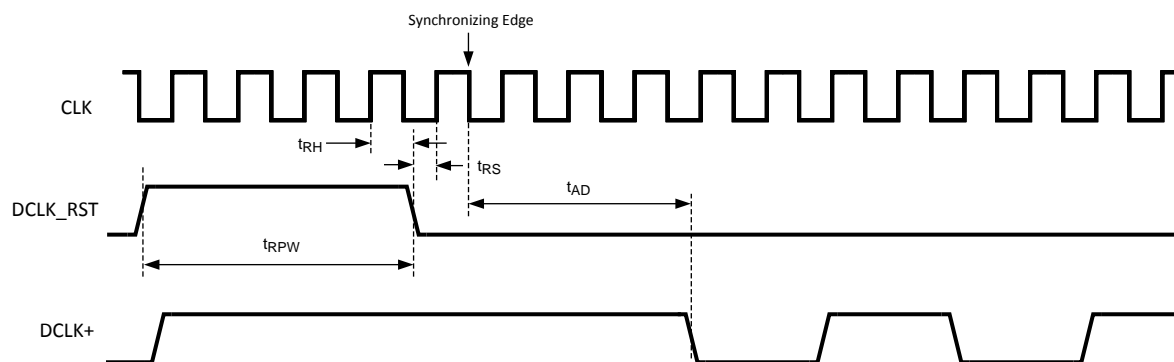 Synchronizing Edge
CLK
tRH
tRS
tAD
DCLK_RST
tRPW
DCLK+